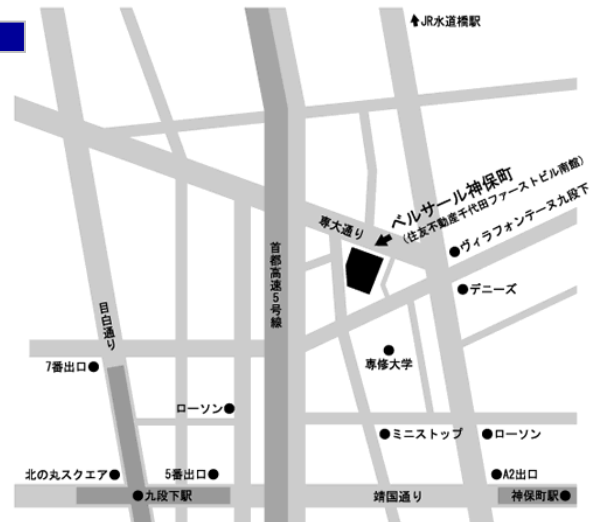 JR水道橋駅
ベルサール神保町
(住友不動産千代田ファーストビル南館)
専大通り
ヴィラフォンテーヌ九段下
首都高速5号線
デニーズ
目白通り
専修大学
7番出口
ローソン
ミニストップ
ローソン
北の丸スクエア
5番出口
A2出口
九段下駅
靖国通り
神保町駅